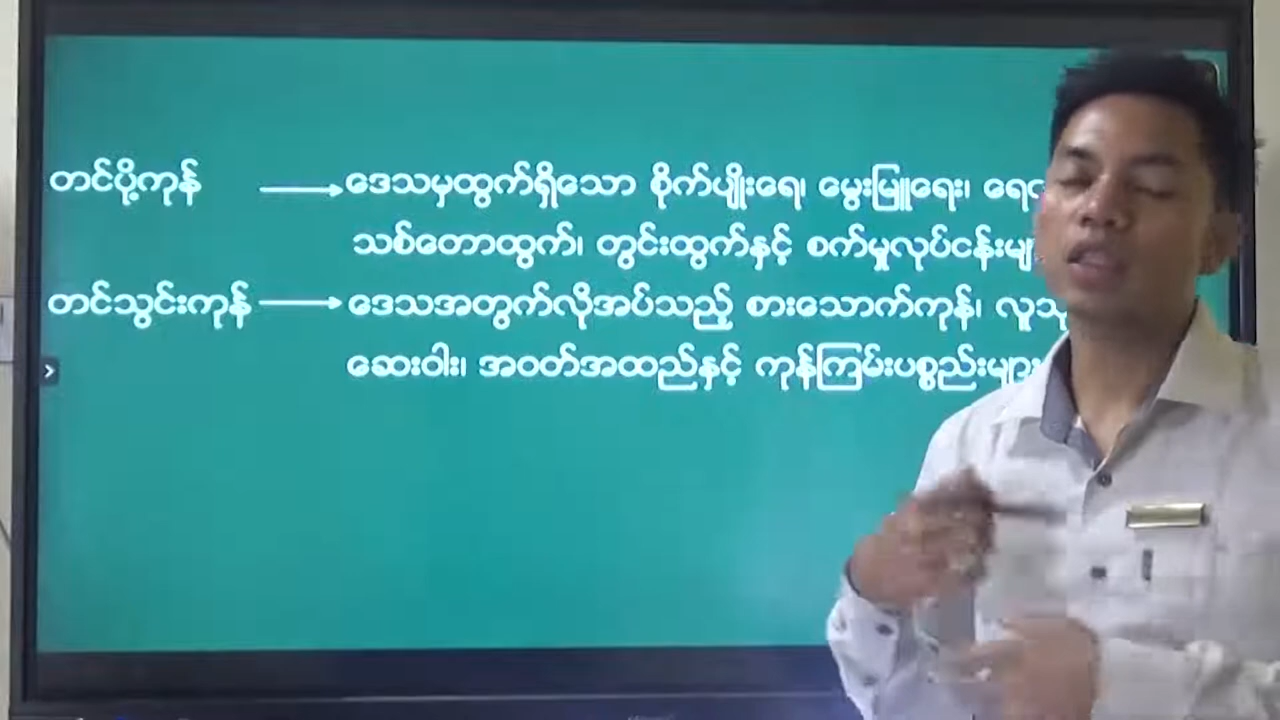 တင်ပို့ကုန် ⟶ ဒေသမှထွက်ရှိသော စိုက်ပျိုးရေး၊ မွေးမြူရေး၊
သစ်တောထွက်၊ တွင်းထွက်နှင့် စက်မှုလုပ်ငန်းများ
တင်သွင်းကုန် ⟶ ဒေသအတွက်လိုအပ်သည့် စားသောက်ကုန်၊
ဆေးဝါး၊ အဝတ်အထည်နှင့် ကုန်ကြမ်းပစ္စည်းများ